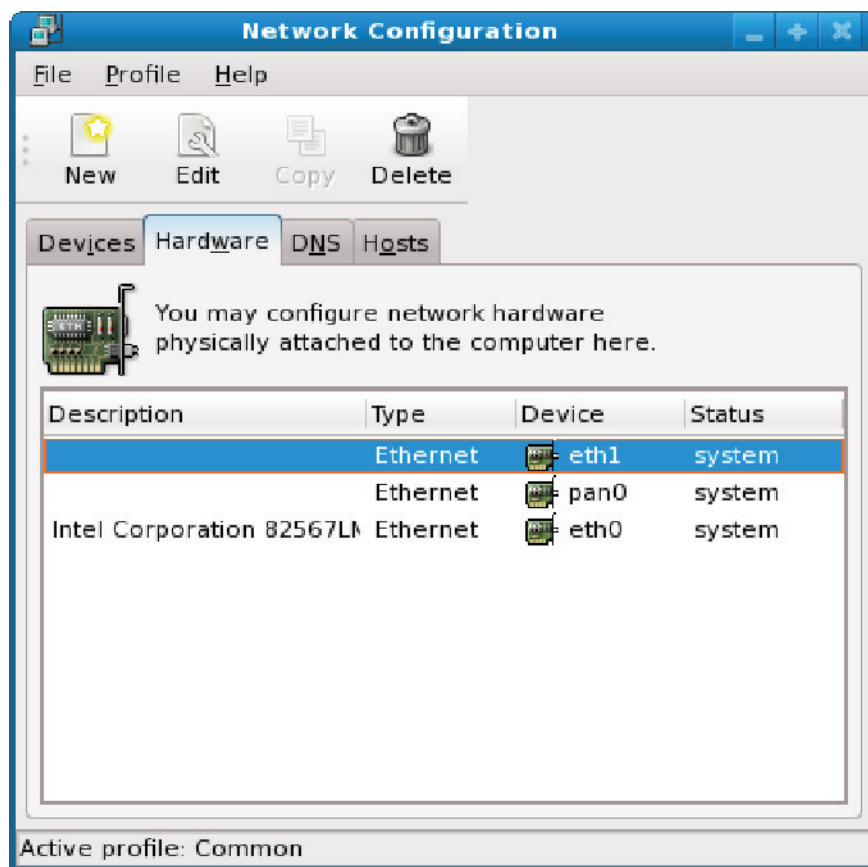 Network Configuration
File Profile Help
New Edit Copy Delete
Devices Hardware DNS Hosts
You may configure network hardware
physically attached to the computer here.
Description Type Device Status
Ethernet eth1 system
Ethernet pan0 system
Intel Corporation 82567LM Ethernet eth0 system
Active profile: Common